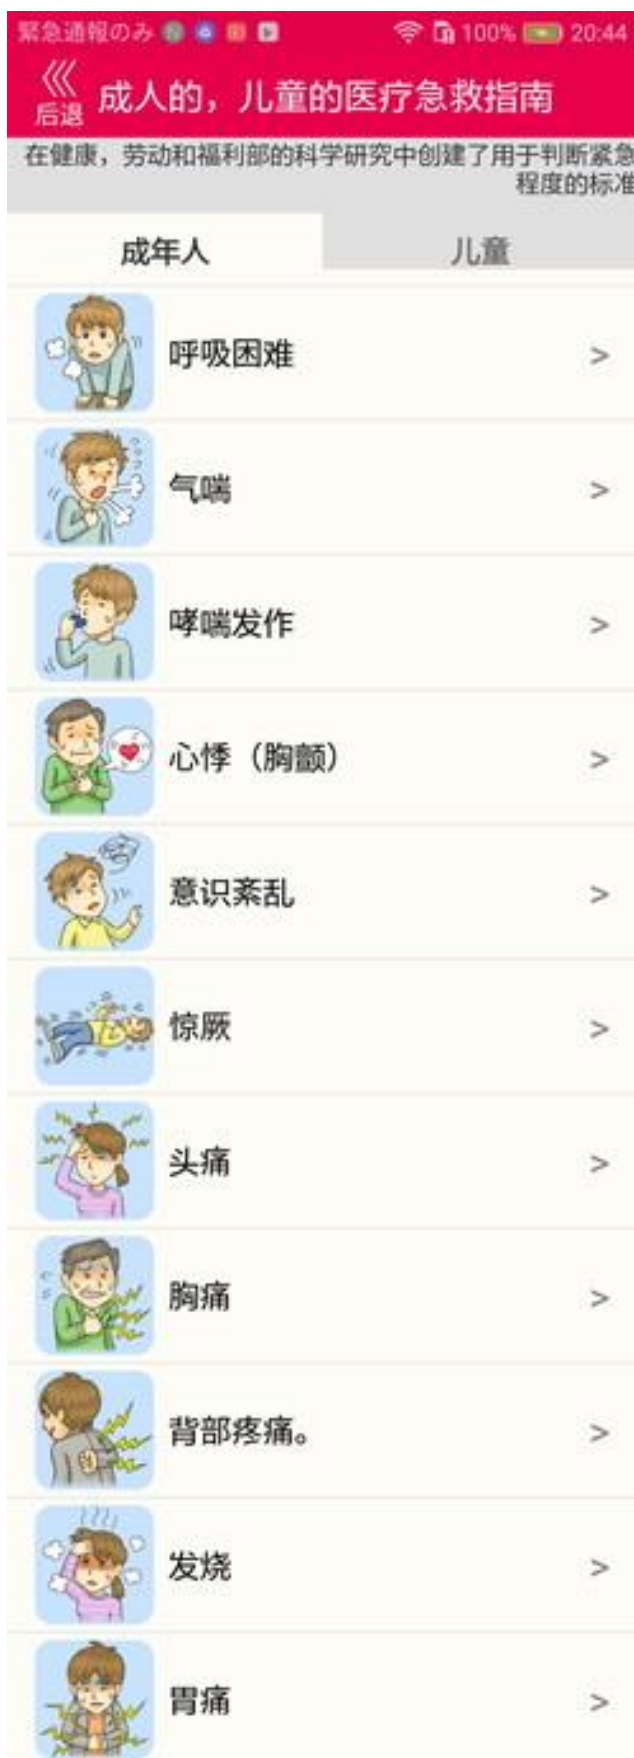 緊急通報のみ 100% 20:44
后退 成人的，儿童的医疗急救指南
在健康，劳动和福利部的科学研究中创建了用于判断紧急
程度的标准
成年人 儿童
呼吸困难 >
气喘 >
哮喘发作 >
心悸（胸颤） >
意识紊乱 >
惊厥 >
头痛 >
胸痛 >
背部疼痛。 >
发烧 >
胃痛 >